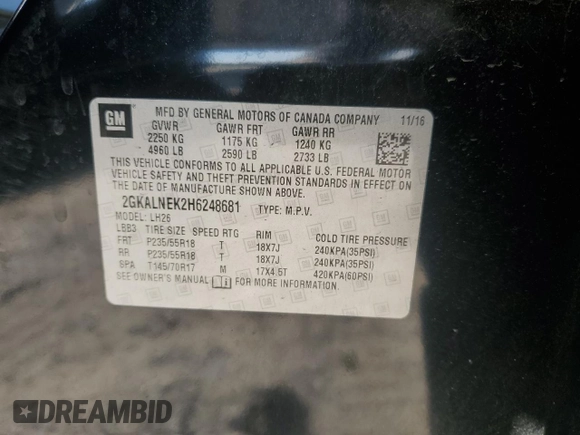 GM
MFD BY GENERAL MOTORS OF CANADA COMPANY 11/16
GVWR GAWR FRT GAWR RR
2250 KG 1175 KG 1240 KG
4960 LB 2590 LB 2733 LB
THIS VEHICLE CONFORMS TO ALL APPLICABLE U.S. FEDERAL MOTOR
VEHICLE SAFETY AND THEFT PREVENTION STANDARDS IN EFFECT ON
THE DATE OF MANUFACTURE SHOWN ABOVE.
2GKALNEK2H6248681 TYPE: M.P.V.
MODEL: LH26
LBB3 TIRE SIZE SPEED RTG RIM COLD TIRE PRESSURE
FRT P235/55R18 T 18X7J 240KPA(35PSI)
RR P235/55R18 T 18X7J 240KPA(35PSI)
SPA T145/70R17 M 17X4.5T 420KPA(60PSI)
SEE OWNER'S MANUAL i FOR MORE INFORMATION.
DREAMBID